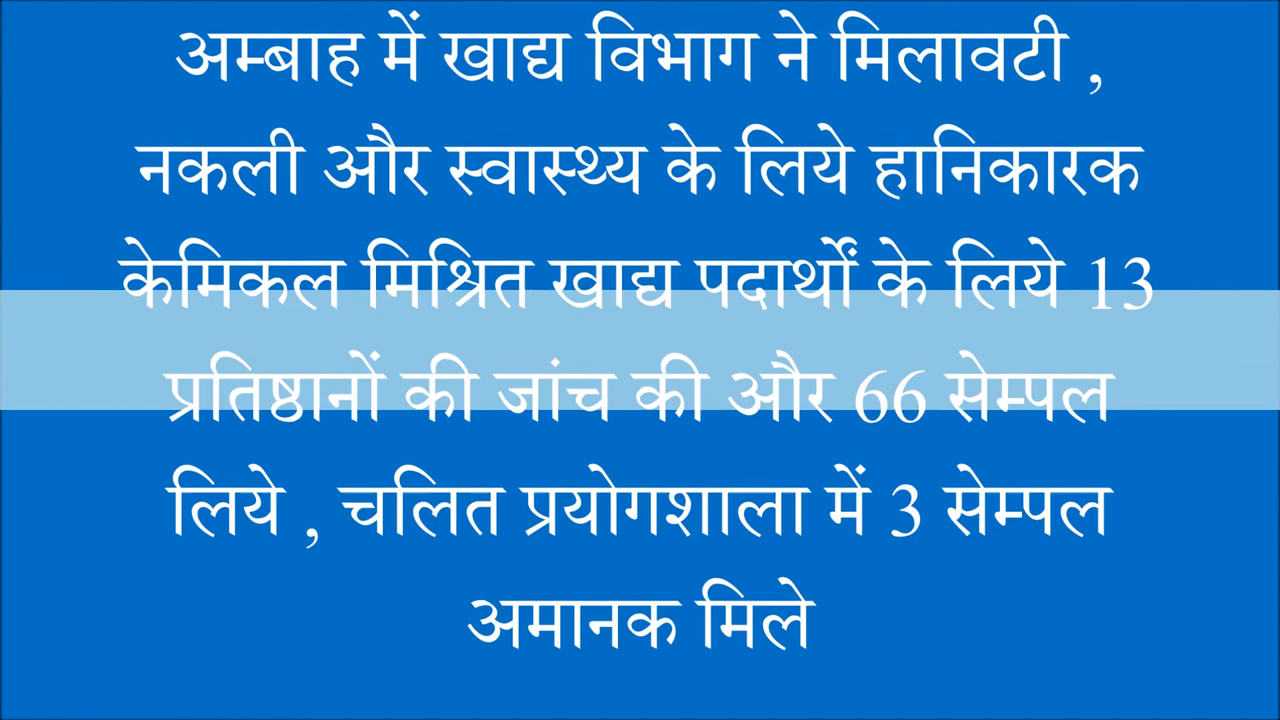 अम्बाह में खाद्य विभाग ने मिलावटी ,
नकली और स्वास्थ्य के लिये हानिकारक
केमिकल मिश्रित खाद्य पदार्थों के लिये 13
प्रतिष्ठानों की जांच की और 66 सेम्पल
लिये , चलित प्रयोगशाला में 3 सेम्पल
अमानक मिले